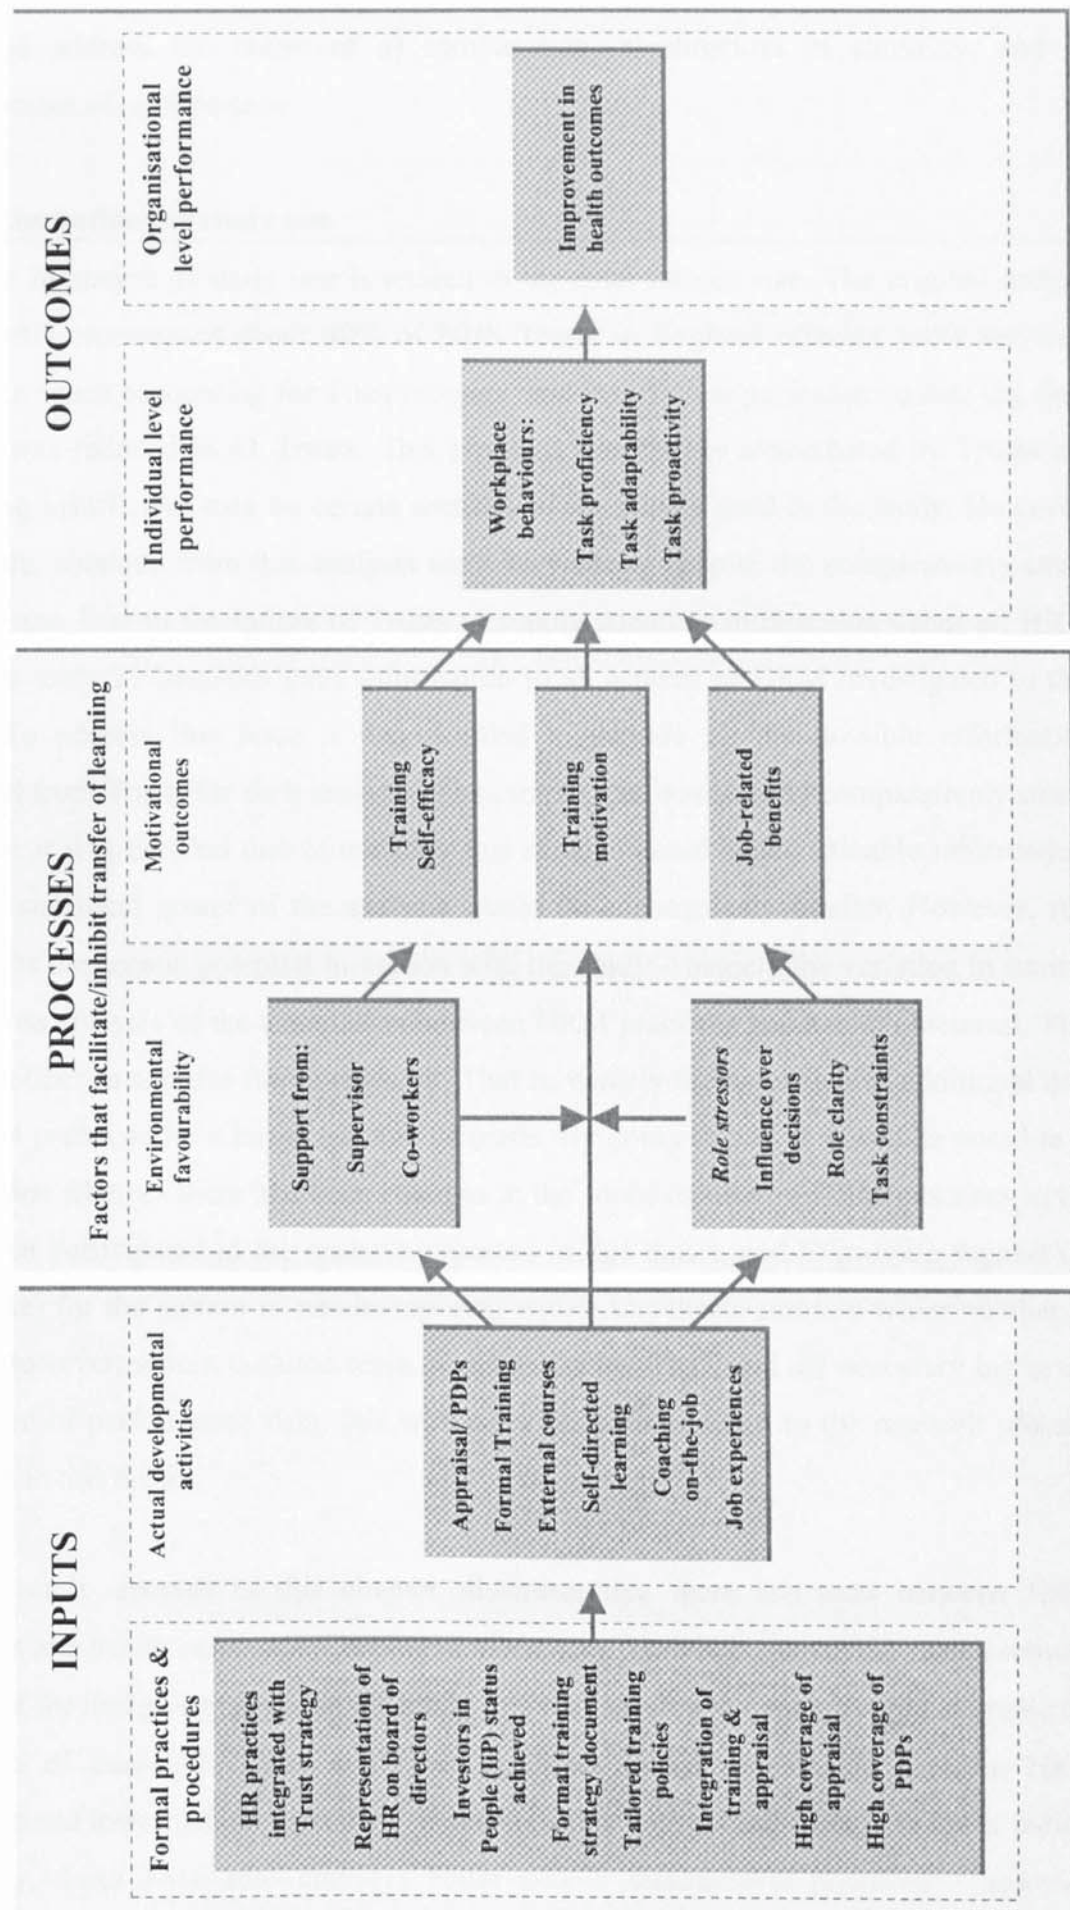 INPUTS
Formal practices &
procedures
HR practices
integrated with
Trust strategy
Representation of
HR on board of
directors
Investors in
People (IIP) status
achieved
Formal training
strategy document
Tailored training
policies
Integration of
training &
appraisal
High coverage of
appraisal
High coverage of
PDPs
Actual developmental
activities
Appraisal/ PDPs
Formal Training
External courses
Self-directed
learning
Coaching
on-the-job
Job experiences
PROCESSES
Factors that facilitate/inhibit transfer of learning
Environmental
favourability
Support from:
Supervisor
Co-workers
Role stressors
Influence over
decisions
Role clarity
Task constraints
Motivational
outcomes
Training
Self-efficacy
Training
motivation
Job-related
benefits
OUTCOMES
Individual level
performance
Workplace
behaviours:
Task proficiency
Task adaptability
Task proactivity
Organisational
level performance
Improvement in
health outcomes